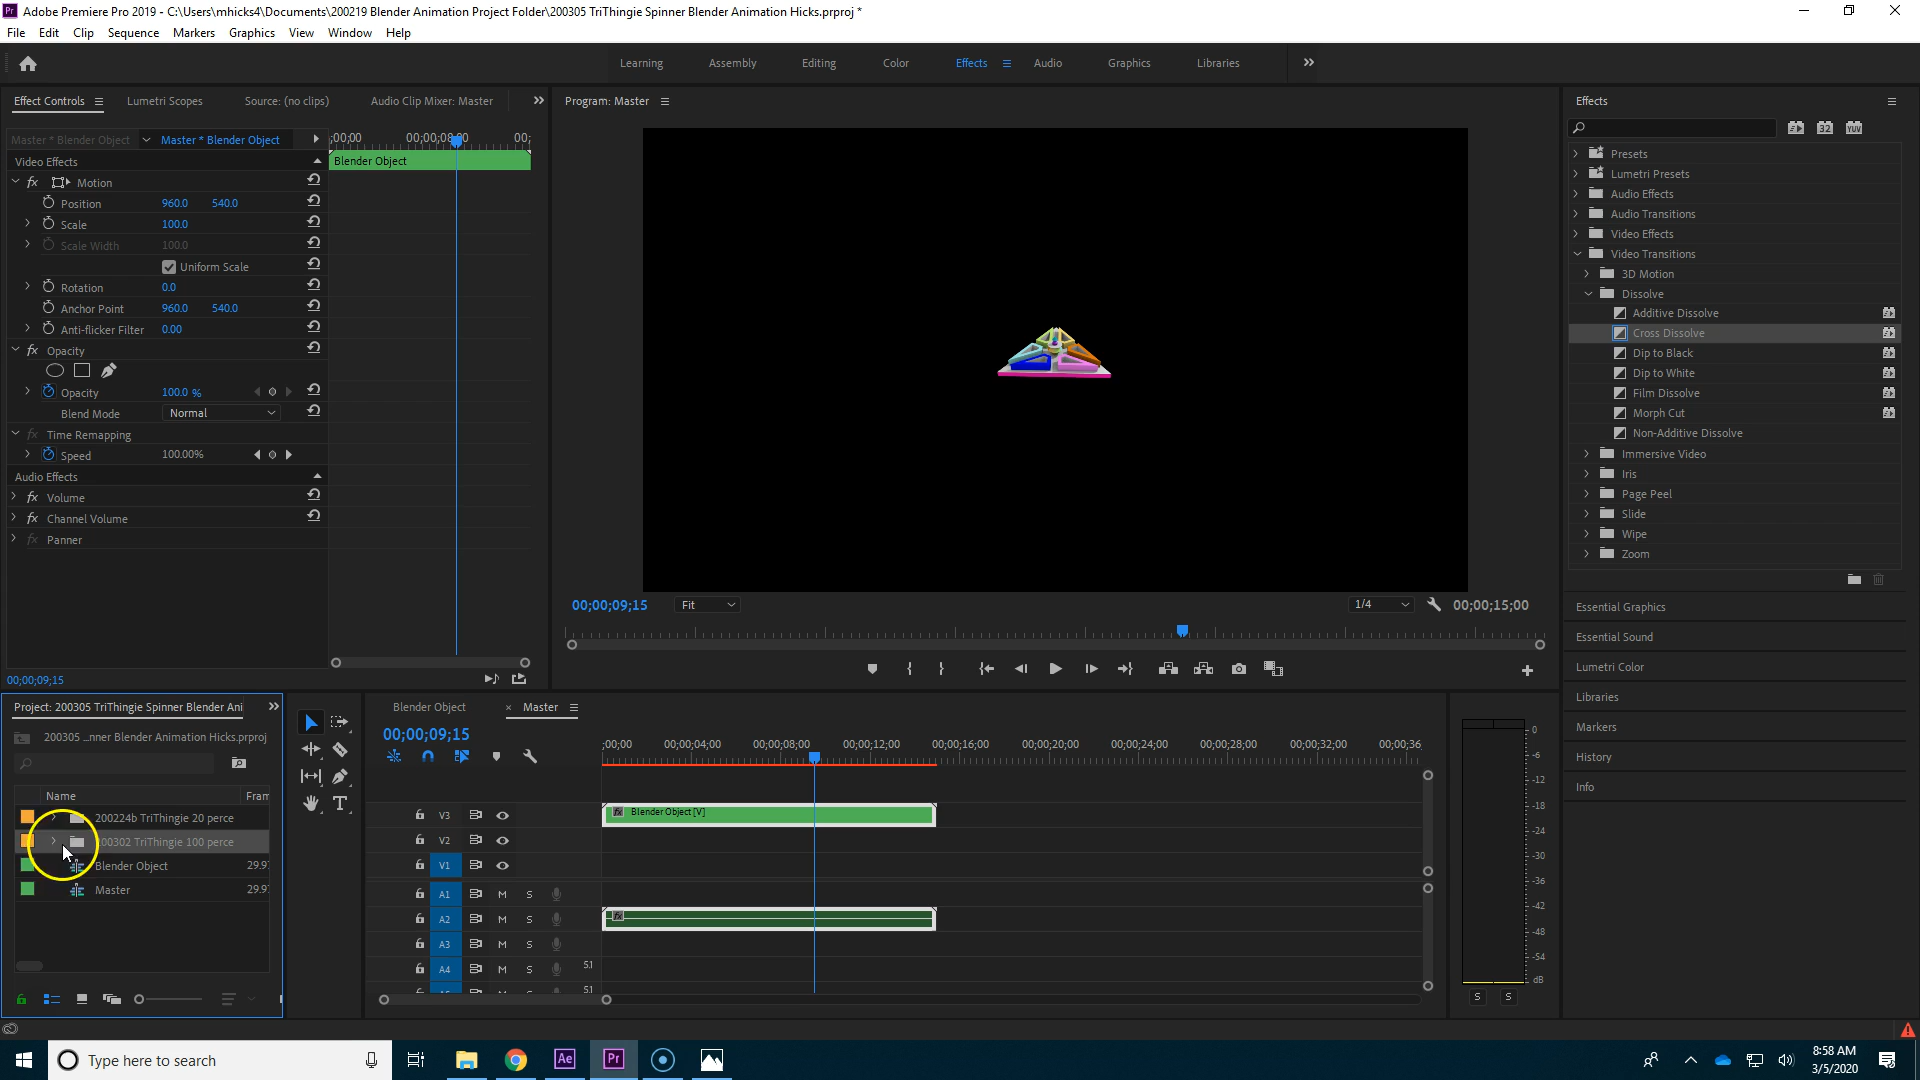 Adobe Premiere Pro 2019 - C:\Users\mhicks4\Documents\200219 Blender Animation Project Folder\200305 TriThingie Spinner Blender Animation Hicks.prproj *
File Edit Clip Sequence Markers Graphics View Window Help
Learning Assembly Editing Color Effects Audio Graphics Libraries
Effect Controls Lumetri Scopes Source: (no clips) Audio Clip Mixer: Master
Program: Master
Effects
Master * Blender Object Master * Blender Object
;00;00 00;00;08;00 00;
Video Effects
Blender Object
Motion
Position 960.0 540.0
Scale 100.0
Scale Width 100.0
Uniform Scale
Rotation 0.0
Anchor Point 960.0 540.0
Anti-flicker Filter 0.00
Opacity
Opacity 100.0 %
Blend Mode Normal
Time Remapping
Speed 100.00%
Audio Effects
Volume
Channel Volume
Panner
00;00;09;15
00;00;09;15 Fit 1/4 00;00;15;00
Presets
Lumetri Presets
Audio Effects
Audio Transitions
Video Effects
Video Transitions
3D Motion
Dissolve
Additive Dissolve
Cross Dissolve
Dip to Black
Dip to White
Film Dissolve
Morph Cut
Non-Additive Dissolve
Immersive Video
Iris
Page Peel
Slide
Wipe
Zoom
Essential Graphics
Essential Sound
Lumetri Color
Libraries
Markers
History
Info
Project: 200305 TriThingie Spinner Blender Ani
200305 ...nner Blender Animation Hicks.prproj
Name Fram
200224b TriThingie 20 perce
200302 TriThingie 100 perce
Blender Object 29.97
Master 29.97
Blender Object Master
00;00;09;15
;00;00 00;00;04;00 00;00;08;00 00;00;12;00 00;00;16;00 00;00;20;00 00;00;24;00 00;00;28;00 00;00;32;00 00;00;36;
V3 Blender Object [V]
V2
V1
A1 M S
A2 M S
A3 M S
A4 M S 5.1
5.1
0
-6
-12
-18
-24
-30
-36
-42
-48
-54
dB
S S
Type here to search
8:58 AM
3/5/2020